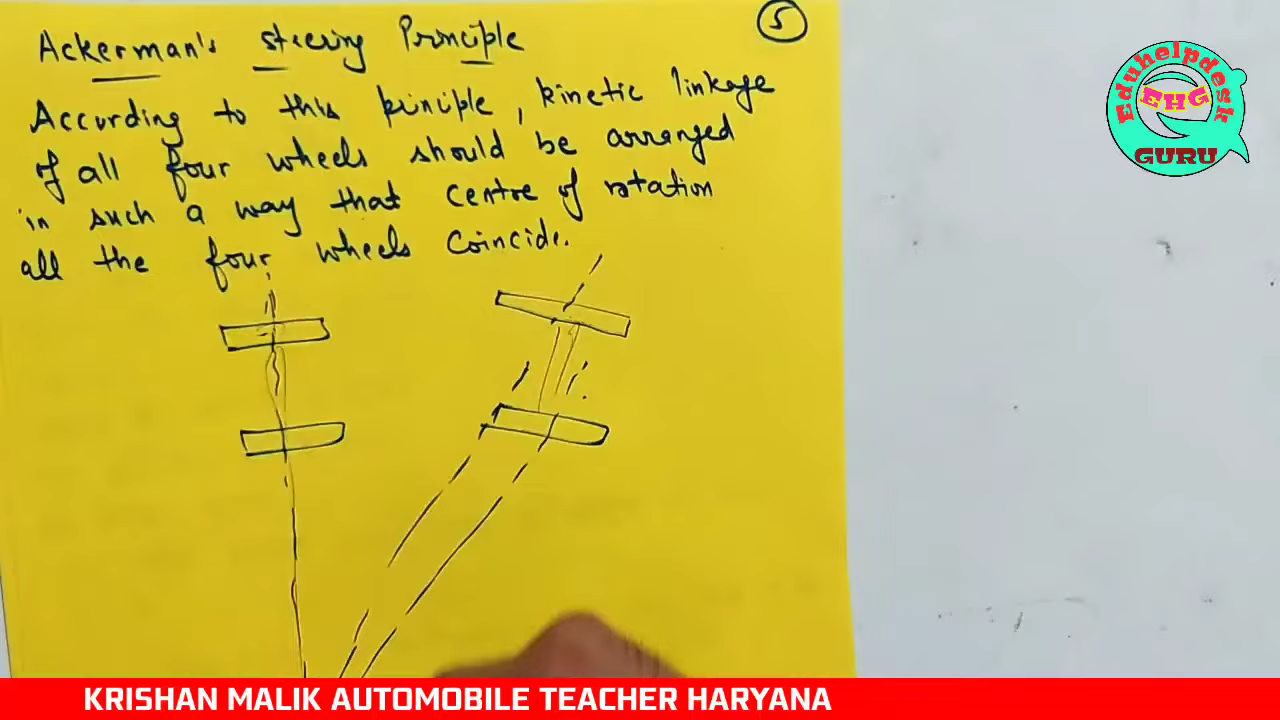 Ackerman's steering Principle
5
According to this priniple, kinetic linkage
of all four wheels should be arranged
in such a way that centre of rotation
all the four wheels coincide.
Eduhelpdesk
EHG
GURU
KRISHAN MALIK AUTOMOBILE TEACHER HARYANA